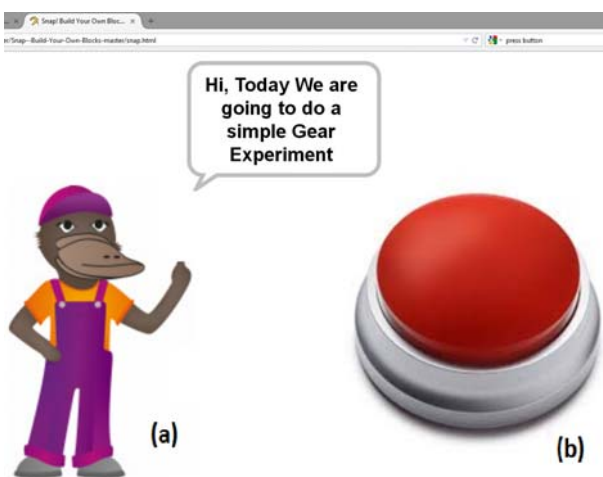 Snap! Build Your Own Bloc...
er/Snap--Build-Your-Own-Blocks-master/snap.html
press button
Hi, Today We are
going to do a
simple Gear
Experiment
(a)
(b)